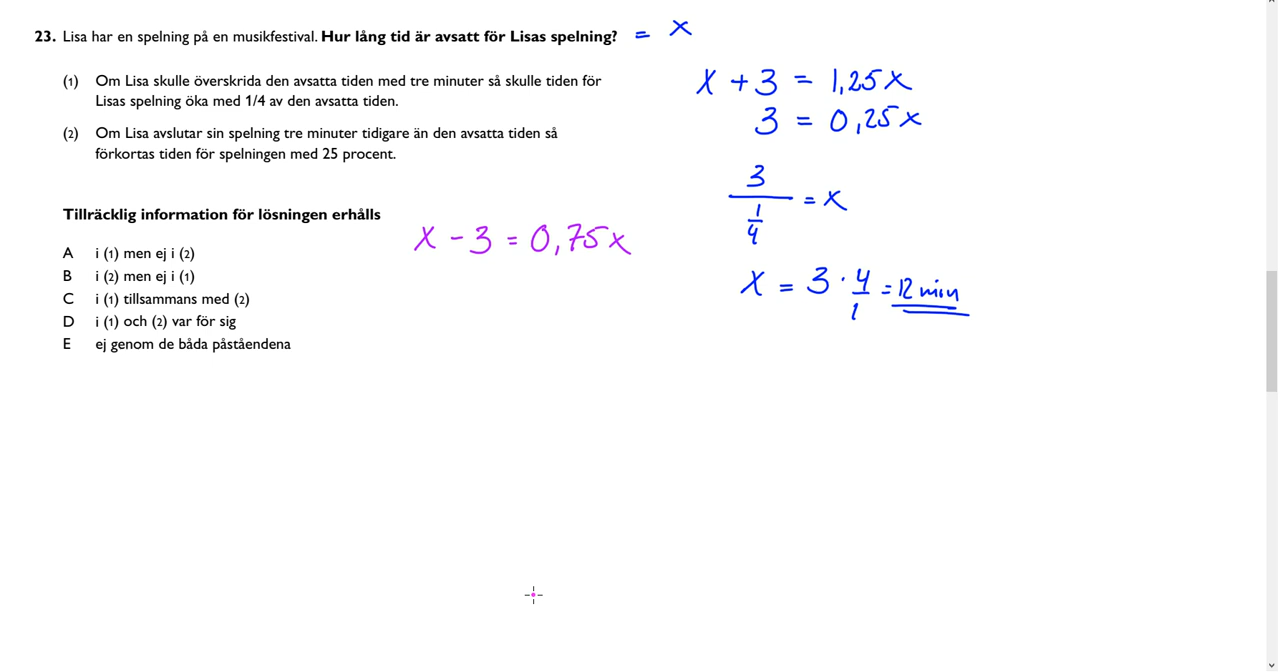 23. Lisa har en spelning på en musikfestival. Hur lång tid är avsatt för Lisas spelning? = x
(1) Om Lisa skulle överskrida den avsatta tiden med tre minuter så skulle tiden för
Lisas spelning öka med 1/4 av den avsatta tiden.
(2) Om Lisa avslutar sin spelning tre minuter tidigare än den avsatta tiden så
förkortas tiden för spelningen med 25 procent.
Tillräcklig information för lösningen erhålls
A i (1) men ej i (2)
B i (2) men ej i (1)
C i (1) tillsammans med (2)
D i (1) och (2) var för sig
E ej genom de båda påståendena
x - 3 = 0,75x
x + 3 = 1,25x
3 = 0,25x
3 / (1/4) = x
x = 3 · 4/1 = 12 min